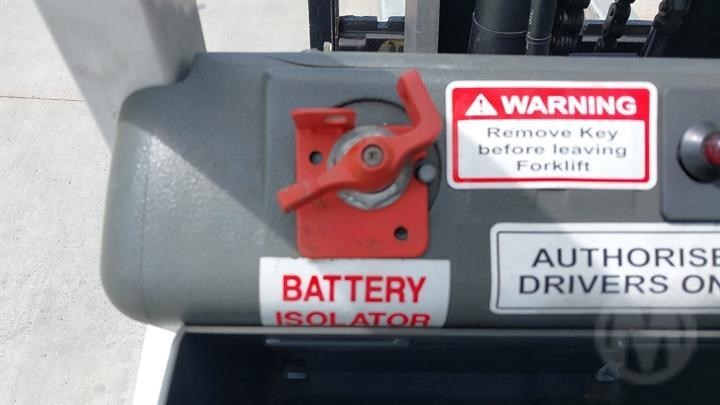 WARNING
Remove Key
before leaving
Forklift
AUTHORISE
DRIVERS ON
BATTERY
ISOLATOR
M